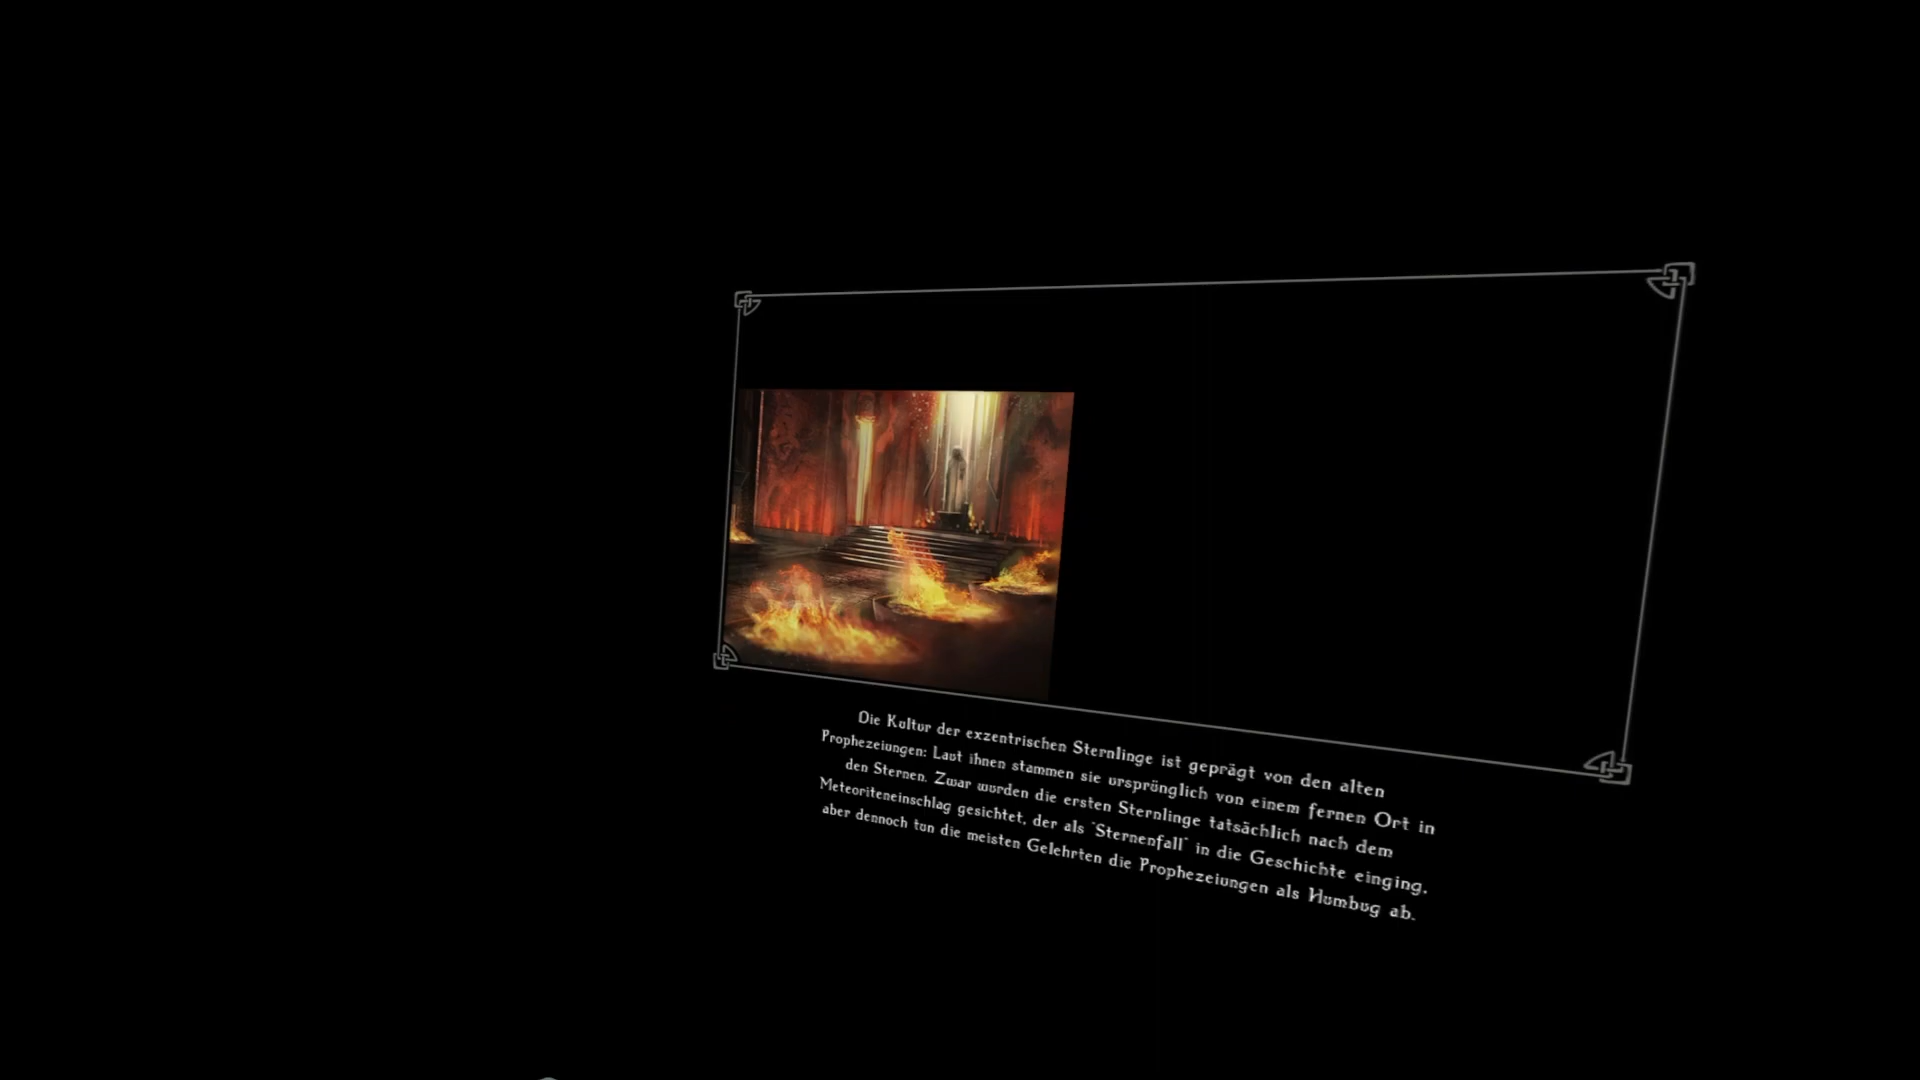 Die Kultur der exzentrischen Sternlinge ist geprägt von den alten
Prophezeiungen: Laut ihnen stammen sie ursprünglich von einem fernen Ort in
den Sternen. Zwar wurden die ersten Sternlinge tatsächlich nach dem
Meteoriteneinschlag gesichtet, der als "Sternenfall" in die Geschichte einging,
aber dennoch tun die meisten Gelehrten die Prophezeiungen als Humbug ab.